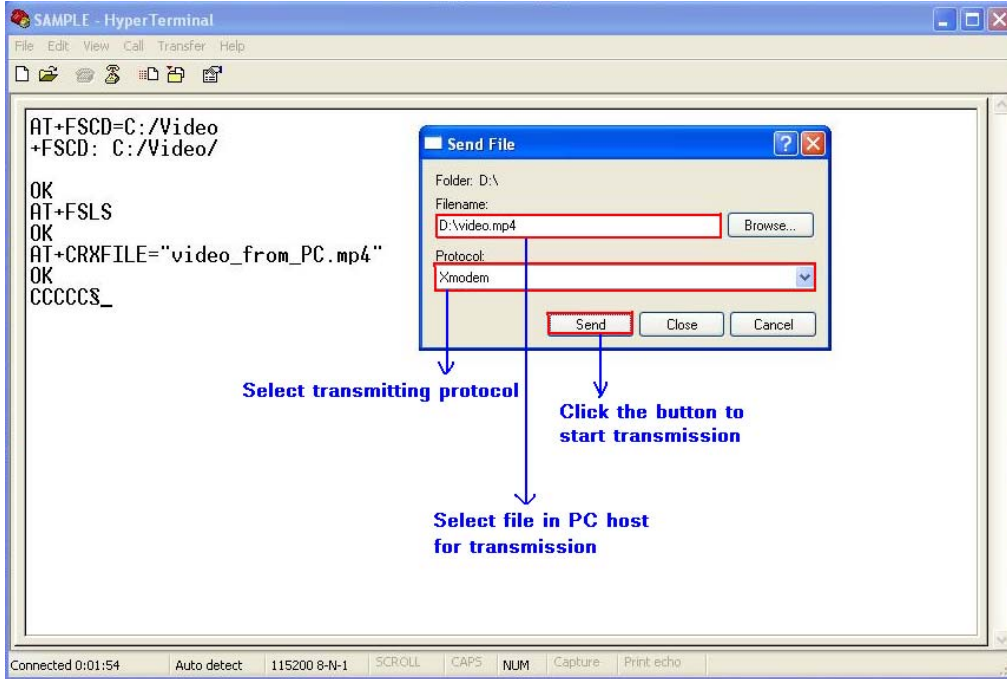 SAMPLE - HyperTerminal
File Edit View Call Transfer Help
AT+FSCD=C:/Video
+FSCD: C:/Video/
OK
AT+FSLS
OK
AT+CRXFILE="video_from_PC.mp4"
OK
CCCCC§_
Send File
Folder: D:\
Filename:
D:\video.mp4
Browse...
Protocol:
Xmodem
Send Close Cancel
Select transmitting protocol
Click the button to
start transmission
Select file in PC host
for transmission
Connected 0:01:54 Auto detect 115200 8-N-1 SCROLL CAPS NUM Capture Print echo